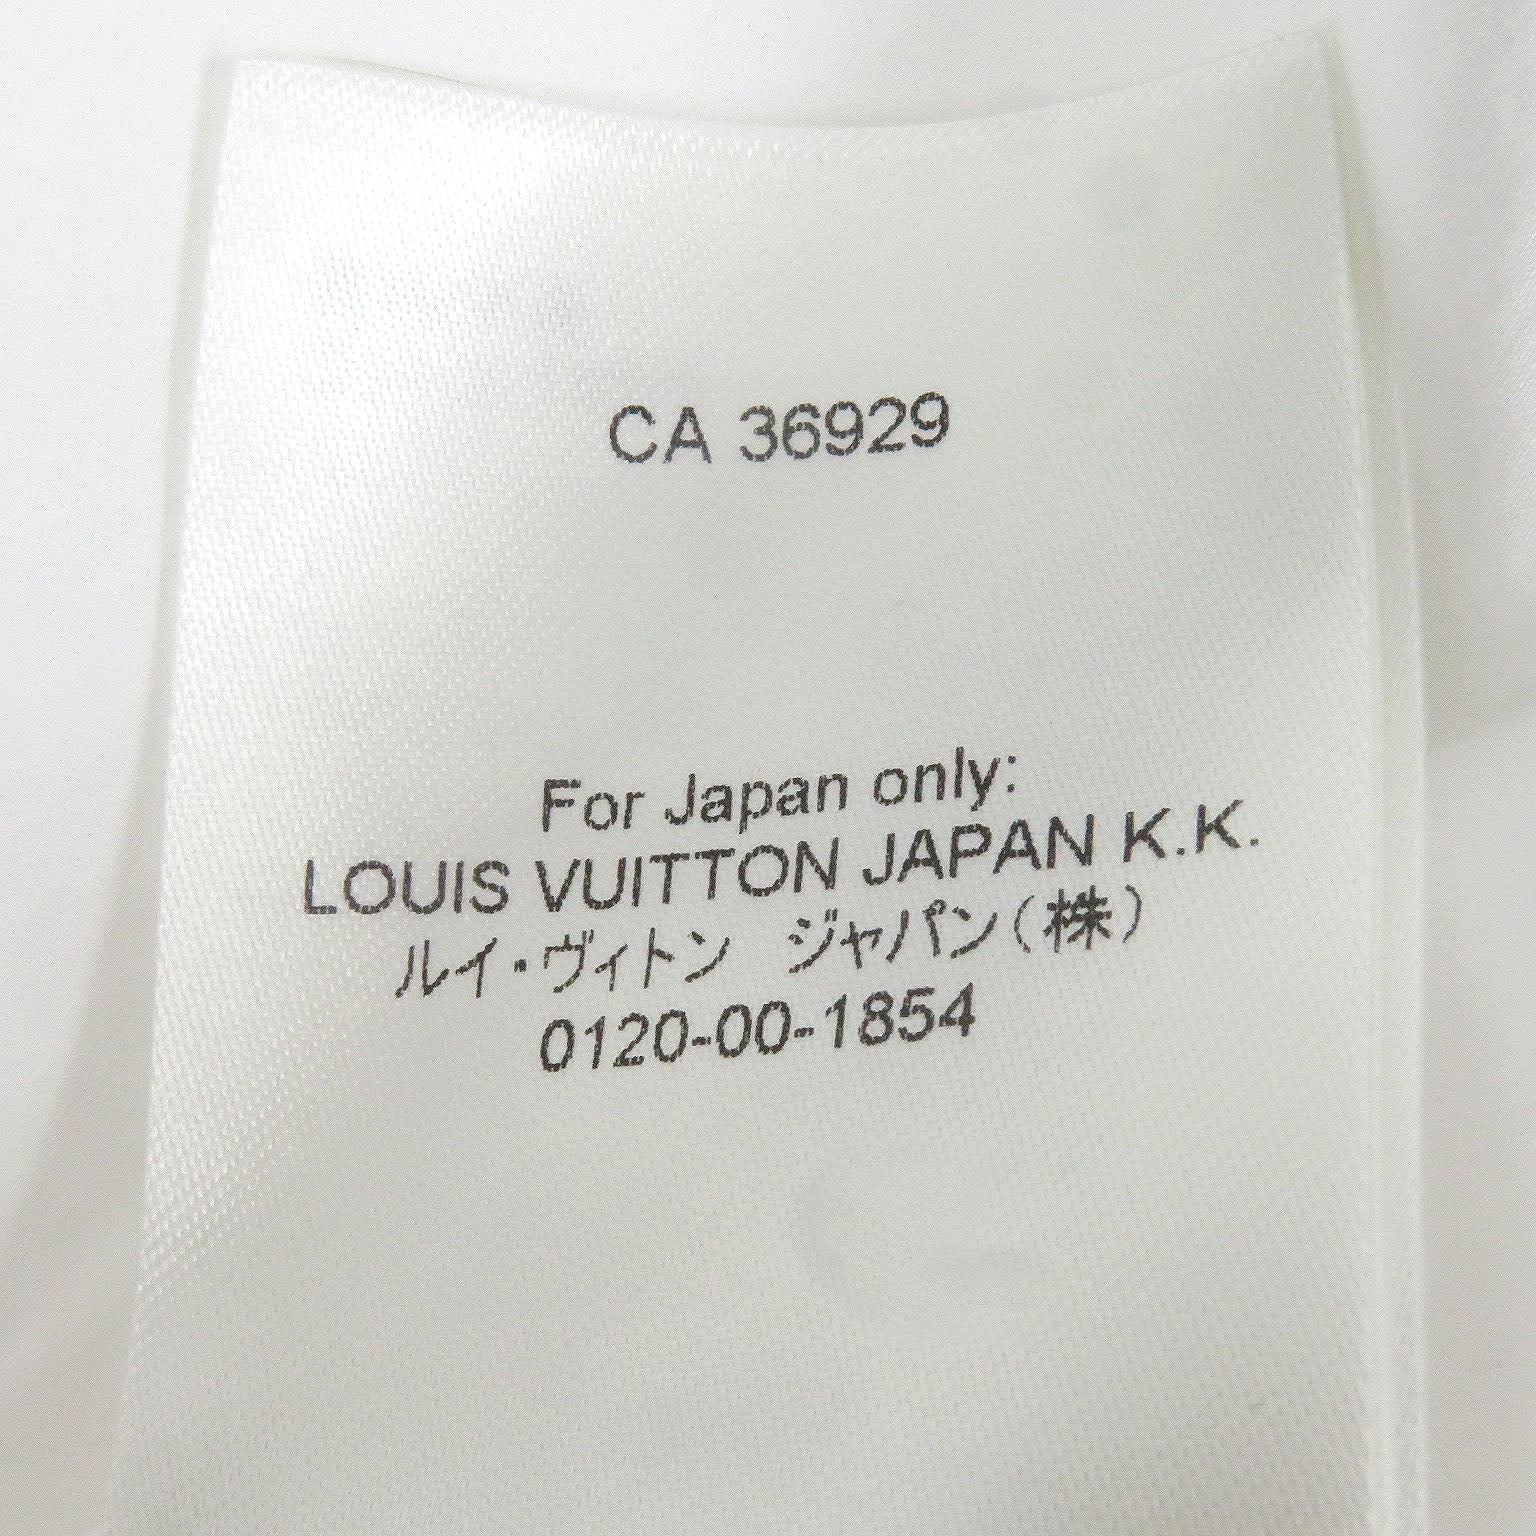 CA 36929
For Japan only:
LOUIS VUITTON JAPAN K.K.
ルイ・ヴィトン　ジャパン(株)
0120-00-1854